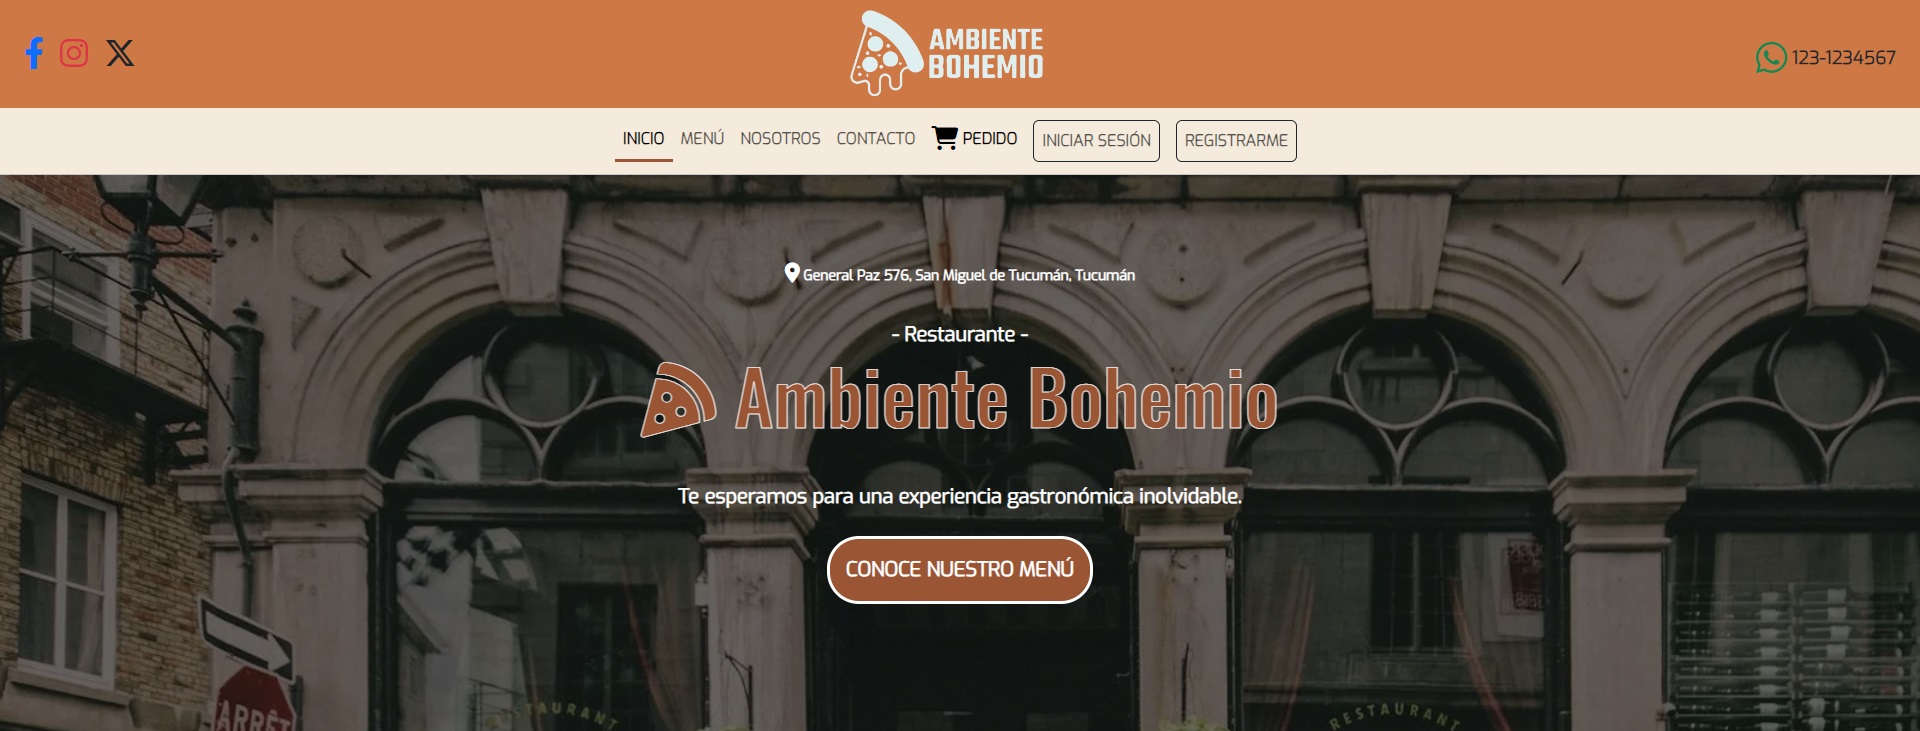 AMBIENTE
BOHEMIO
123-1234567
INICIO MENÚ NOSOTROS CONTACTO PEDIDO INICIAR SESIÓN REGISTRARME
General Paz 576, San Miguel de Tucumán, Tucumán
- Restaurante -
Ambiente Bohemio
Te esperamos para una experiencia gastronómica inolvidable.
CONOCE NUESTRO MENÚ
ARRÊT
RESTAURANT